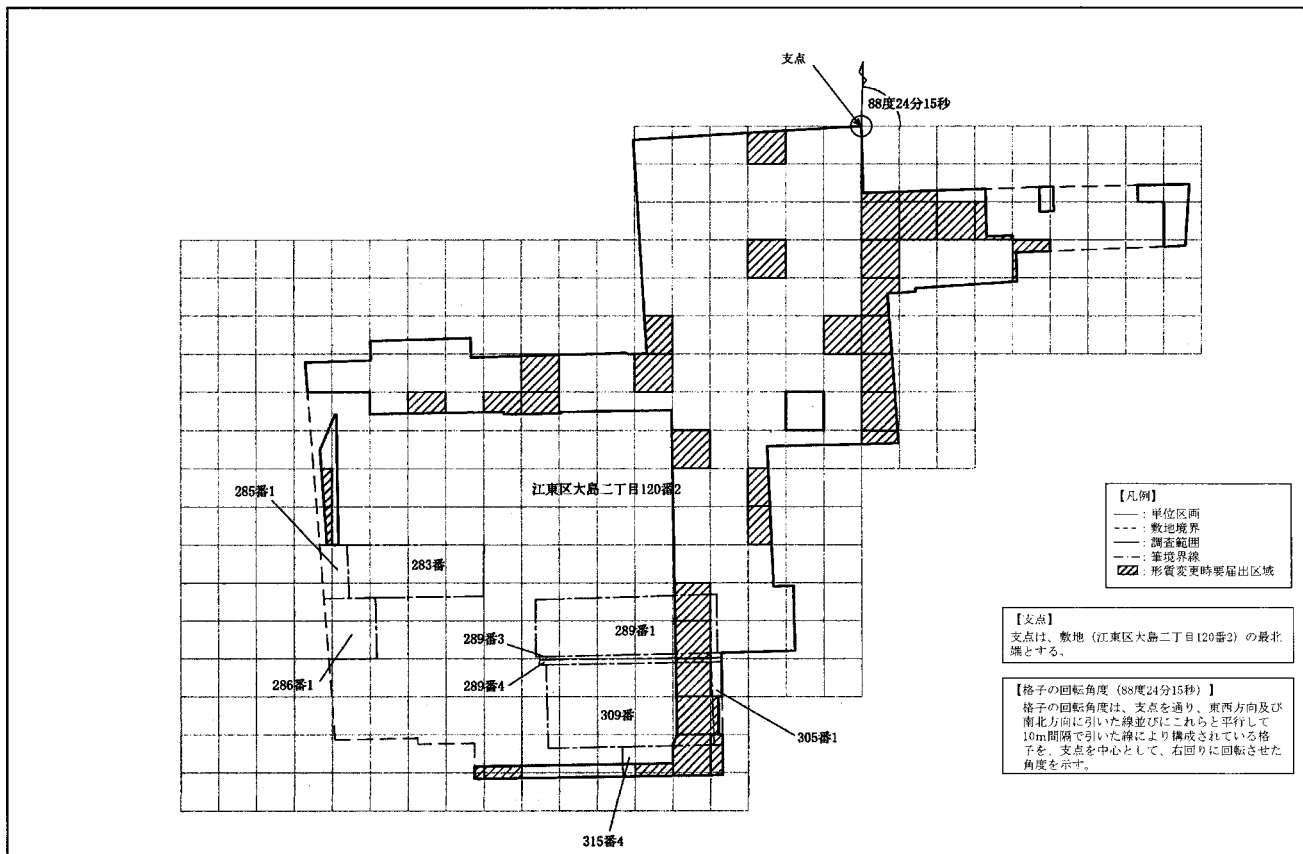 支点
88度24分15秒
江東区大島二丁目120番2
285番1
283番
289番3
289番1
289番4
286番1
309番
305番1
315番4
【凡例】
：単位区画
：敷地境界
：調査範囲
：筆境界線
：形質変更時要届出区域
【支点】
支点は、敷地（江東区大島二丁目120番2）の最北
端とする。
【格子の回転角度（88度24分15秒）】
格子の回転角度は、支点を通り、東西方向及び
南北方向に引いた線並びにこれらと平行して
10m間隔で引いた線により構成されている格
子を、支点を中心として、右回りに回転させた
角度を示す。